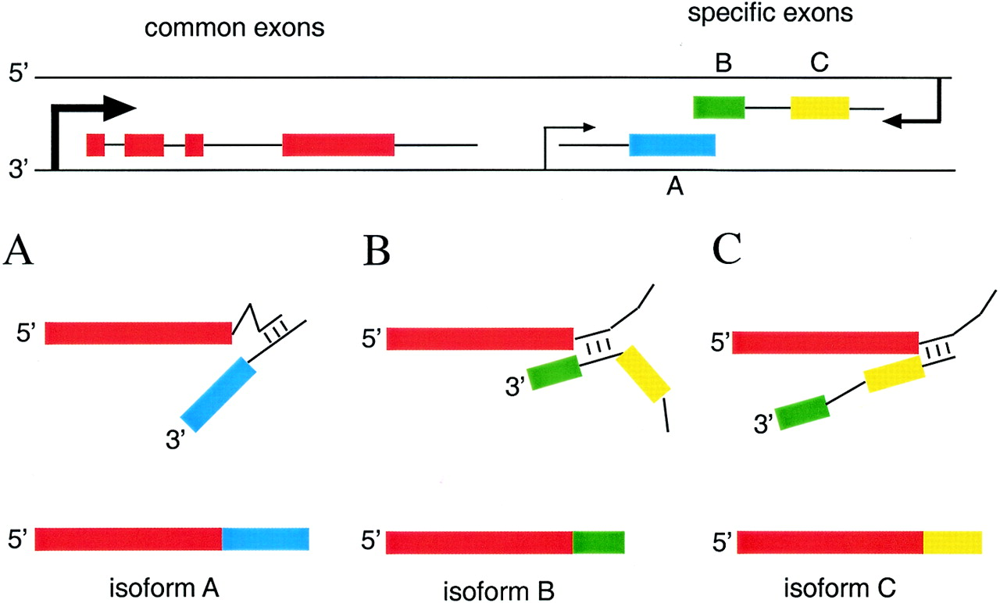 common exons
specific exons
B
C
5’
3’
A
A
B
C
5’
5’
5’
3’
3’
3’
5’
5’
5’
isoform A
isoform B
isoform C